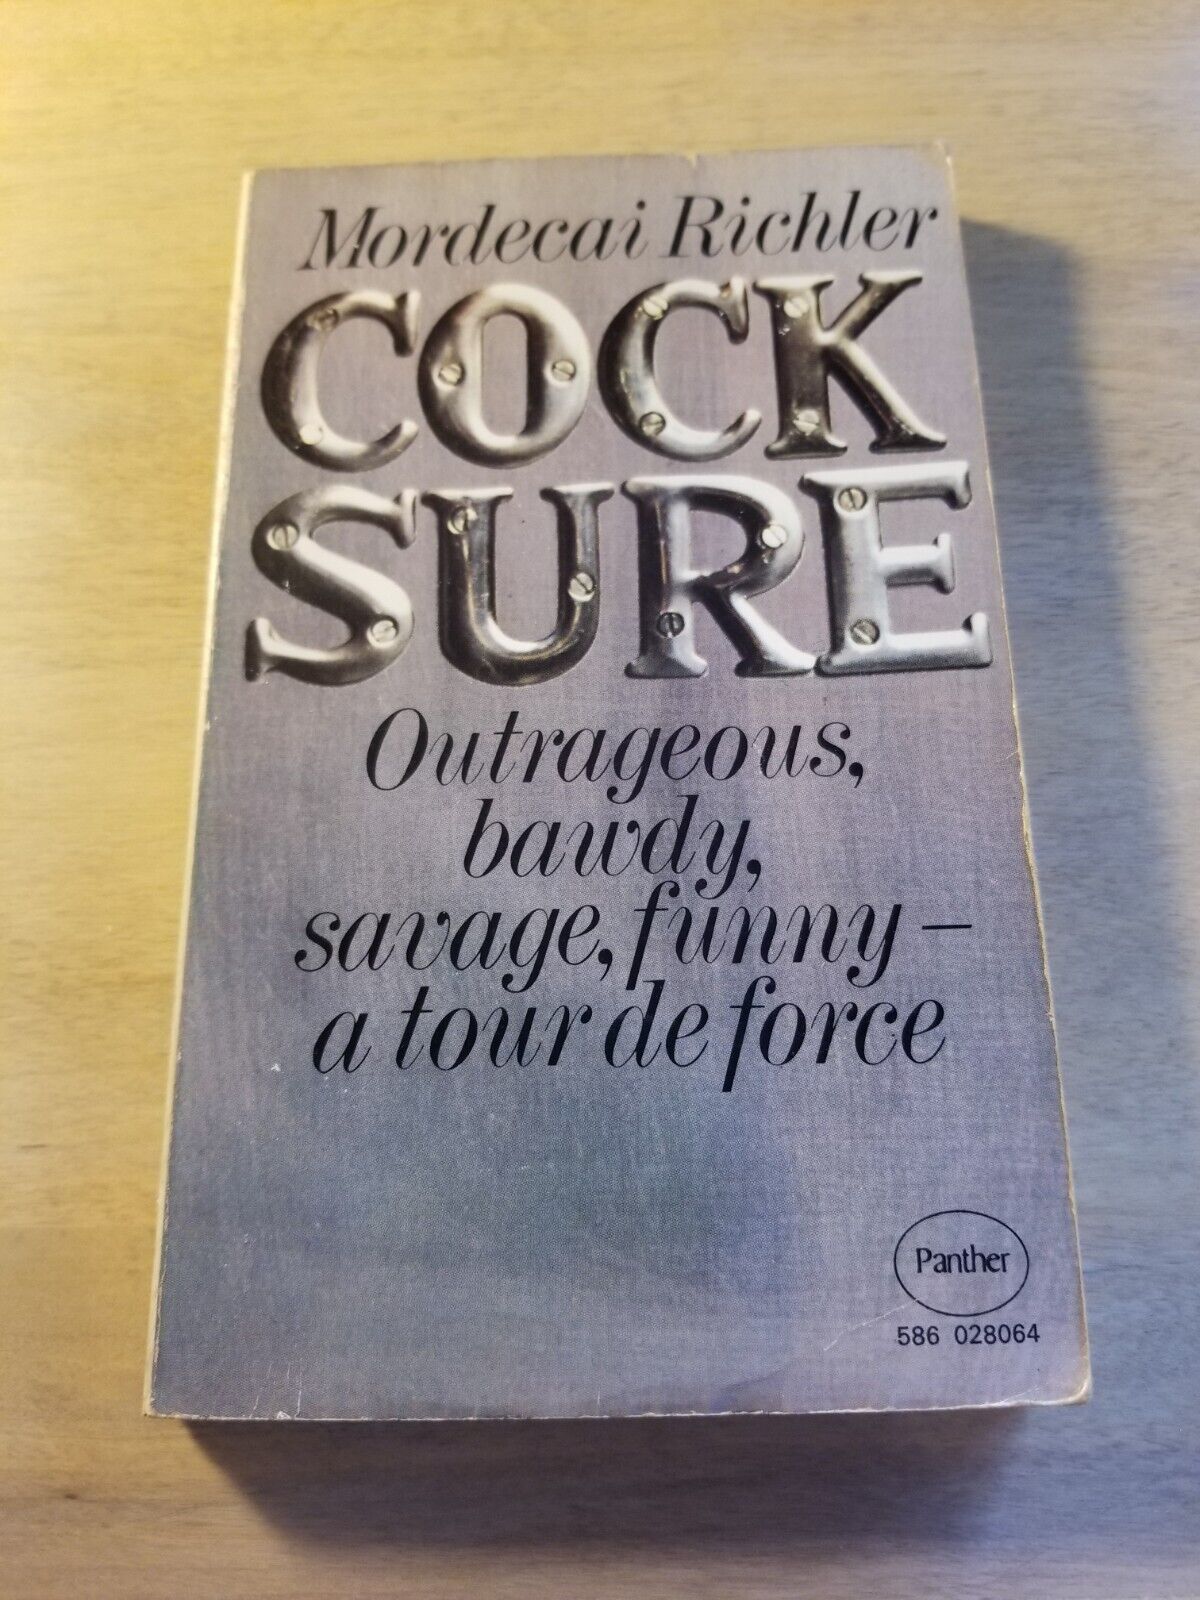 Mordecai Richler
COCK
SURE
Outrageous,
bawdy,
savage, funny –
a tour de force
Panther
586 028064